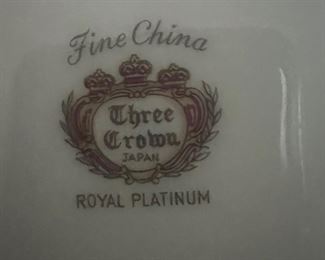 Fine China
Three
Crown
JAPAN
ROYAL PLATINUM